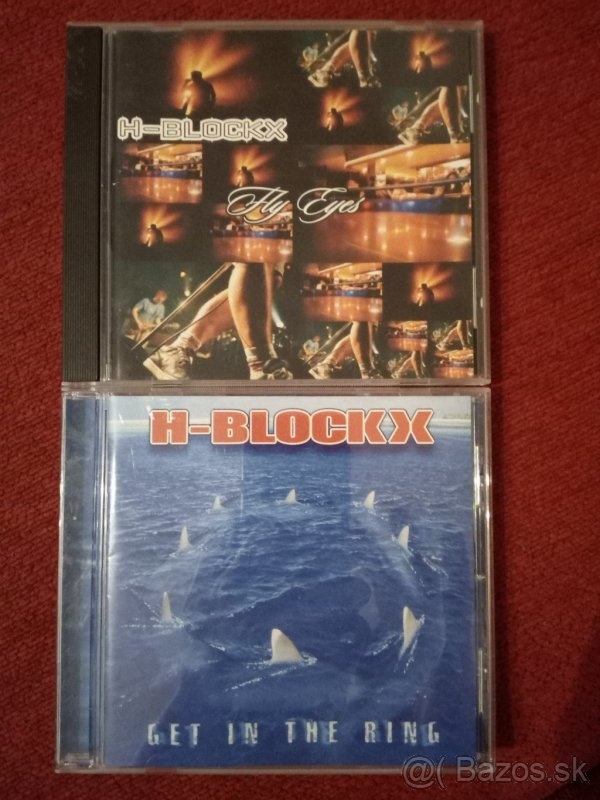 H-BLOCKX
Fly Eyes
H-BLOCKX
GET IN THE RING
@( Bazos.sk